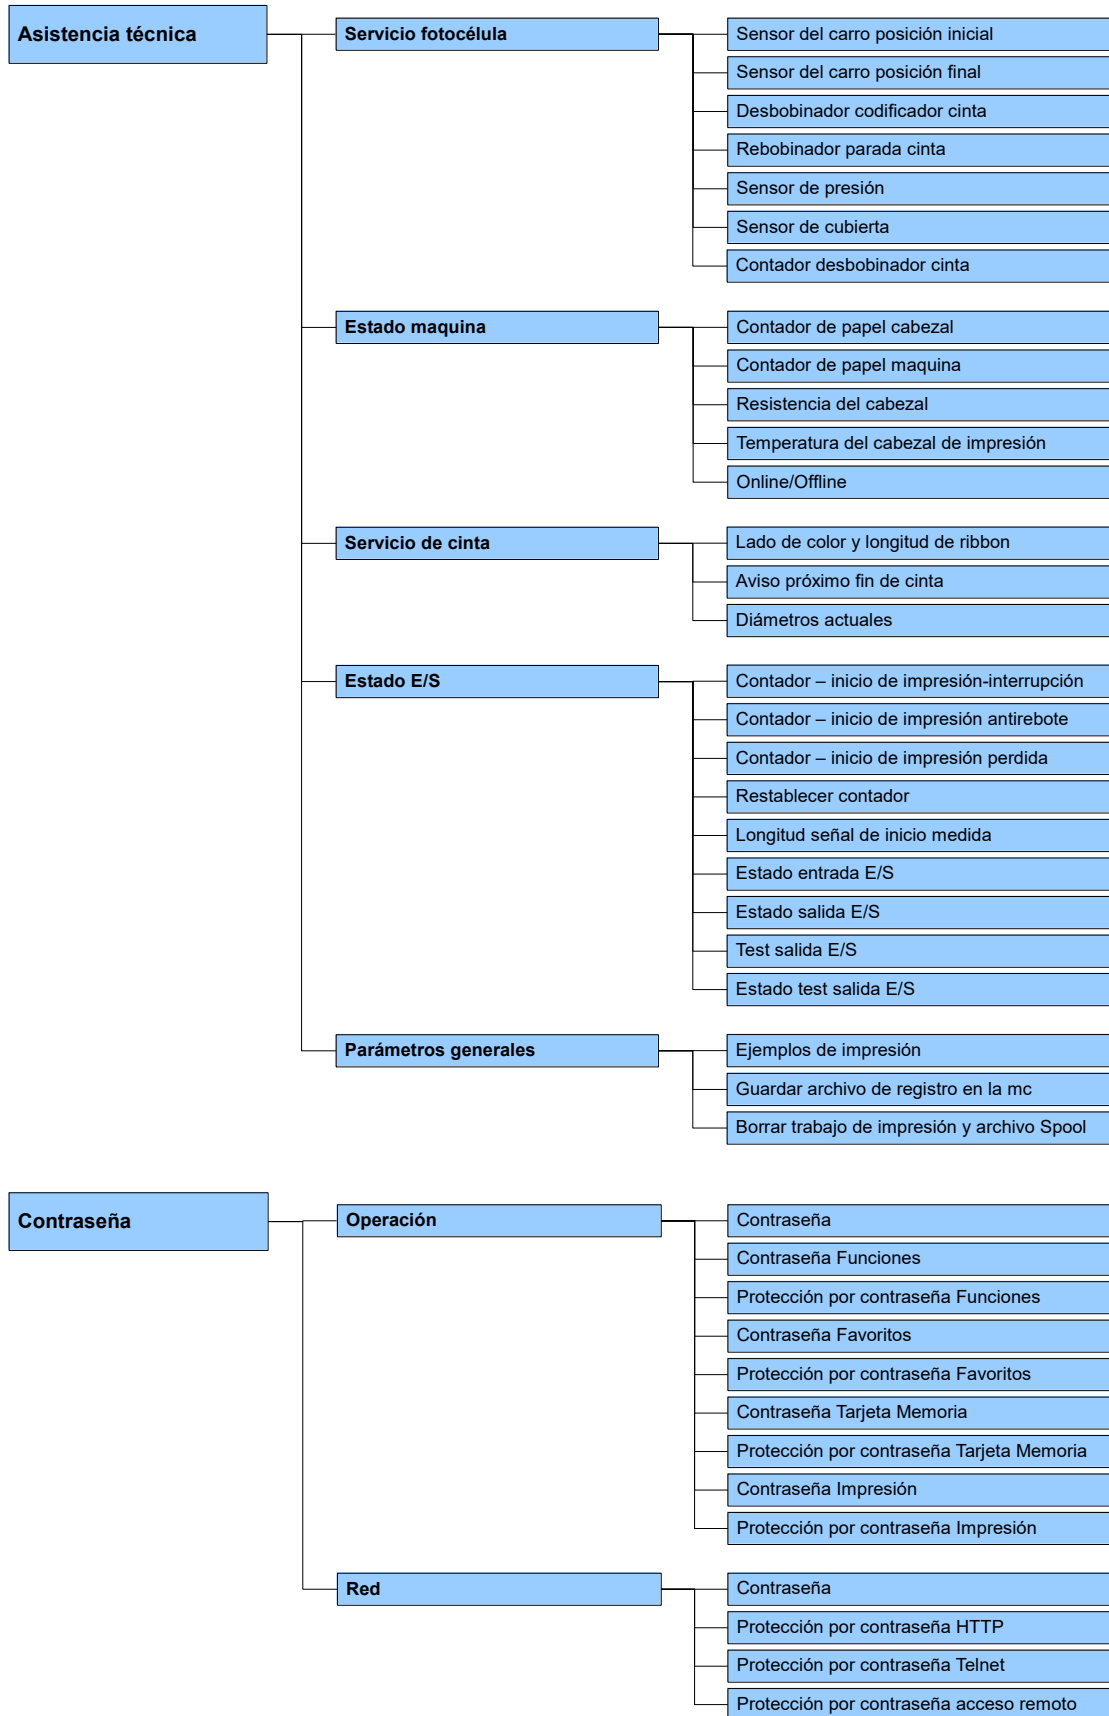 Asistencia técnica
Servicio fotocélula
Sensor del carro posición inicial
Sensor del carro posición final
Desbobinador codificador cinta
Rebobinador parada cinta
Sensor de presión
Sensor de cubierta
Contador desbobinador cinta
Estado maquina
Contador de papel cabezal
Contador de papel maquina
Resistencia del cabezal
Temperatura del cabezal de impresión
Online/Offline
Servicio de cinta
Lado de color y longitud de ribbon
Aviso próximo fin de cinta
Diámetros actuales
Estado E/S
Contador – inicio de impresión-interrupción
Contador – inicio de impresión antirebote
Contador – inicio de impresión perdida
Restablecer contador
Longitud señal de inicio medida
Estado entrada E/S
Estado salida E/S
Test salida E/S
Estado test salida E/S
Parámetros generales
Ejemplos de impresión
Guardar archivo de registro en la mc
Borrar trabajo de impresión y archivo Spool
Contraseña
Operación
Contraseña
Contraseña Funciones
Protección por contraseña Funciones
Contraseña Favoritos
Protección por contraseña Favoritos
Contraseña Tarjeta Memoria
Protección por contraseña Tarjeta Memoria
Contraseña Impresión
Protección por contraseña Impresión
Red
Contraseña
Protección por contraseña HTTP
Protección por contraseña Telnet
Protección por contraseña acceso remoto